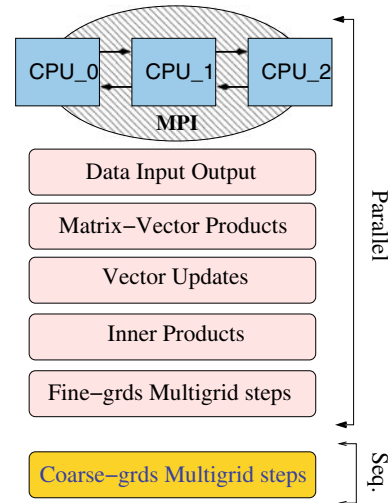 CPU_0
CPU_1
CPU_2
MPI
Data Input Output
Matrix−Vector Products
Vector Updates
Inner Products
Fine−grds Multigrid steps
Parallel
Coarse−grds Multigrid steps
Seq.